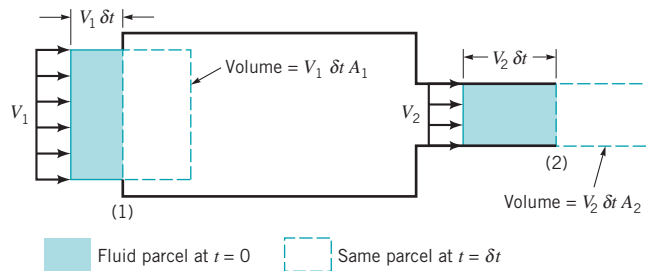 V₁ δt
V₂ δt
Volume = V₁ δt A₁
V₁
V₂
(1)
(2)
Volume = V₂ δt A₂
Fluid parcel at t = 0
Same parcel at t = δt